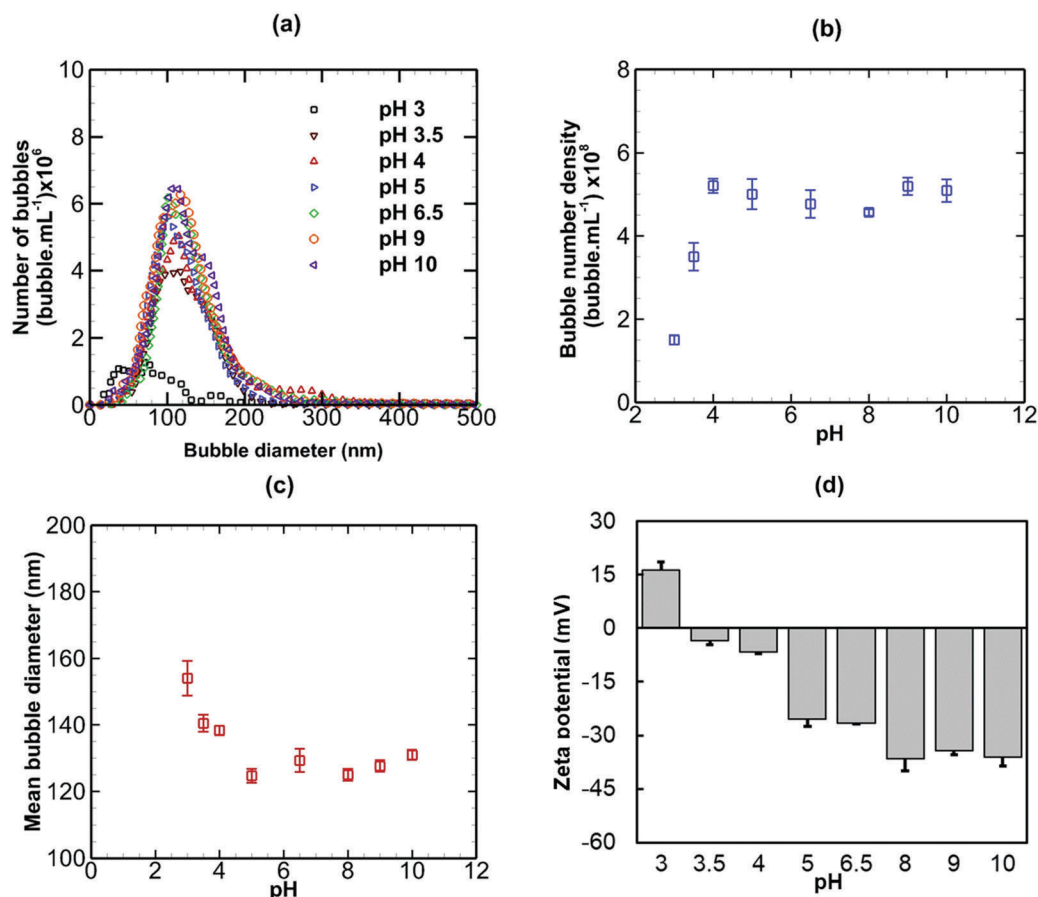 (a)
Number of bubbles
(bubble.mL⁻¹)x10⁶
10
8
6
4
2
0
0 100 200 300 400 500
Bubble diameter (nm)
pH 3
pH 3.5
pH 4
pH 5
pH 6.5
pH 9
pH 10
(b)
Bubble number density
(bubble.mL⁻¹) x10⁸
8
6
4
2
0
2 4 6 8 10 12
pH
(c)
Mean bubble diameter (nm)
200
180
160
140
120
100
0 2 4 6 8 10 12
pH
(d)
Zeta potential (mV)
30
15
0
-15
-30
-45
-60
3 3.5 4 5 6.5 8 9 10
pH